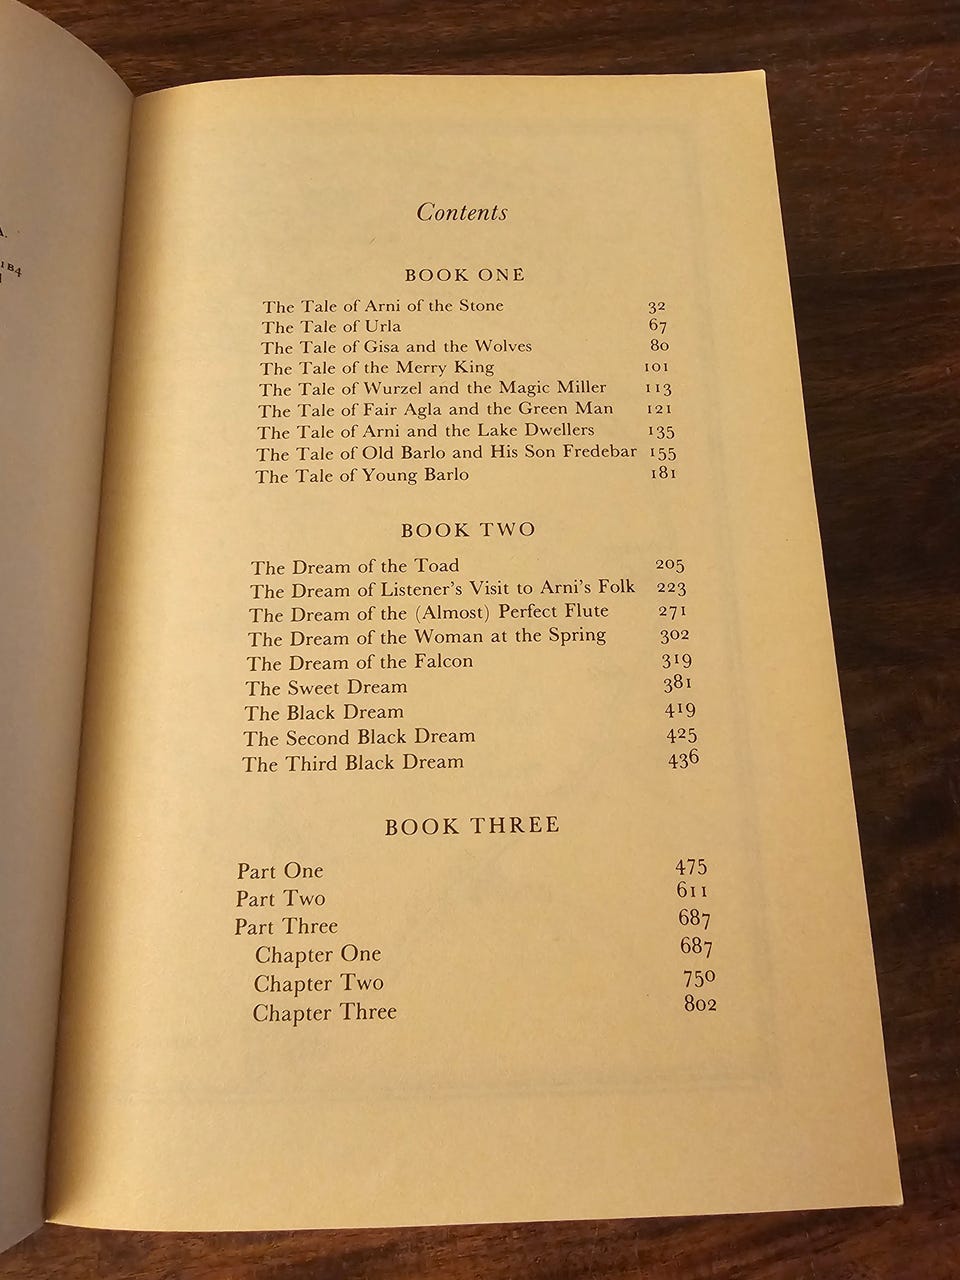 A.
1B4
Contents
BOOK ONE
The Tale of Arni of the Stone 32
The Tale of Urla 67
The Tale of Gisa and the Wolves 80
The Tale of the Merry King 101
The Tale of Wurzel and the Magic Miller 113
The Tale of Fair Agla and the Green Man 121
The Tale of Arni and the Lake Dwellers 135
The Tale of Old Barlo and His Son Fredebar 155
The Tale of Young Barlo 181
BOOK TWO
The Dream of the Toad 205
The Dream of Listener's Visit to Arni's Folk 223
The Dream of the (Almost) Perfect Flute 271
The Dream of the Woman at the Spring 302
The Dream of the Falcon 319
The Sweet Dream 381
The Black Dream 419
The Second Black Dream 425
The Third Black Dream 436
BOOK THREE
Part One 475
Part Two 611
Part Three 687
Chapter One 687
Chapter Two 750
Chapter Three 802